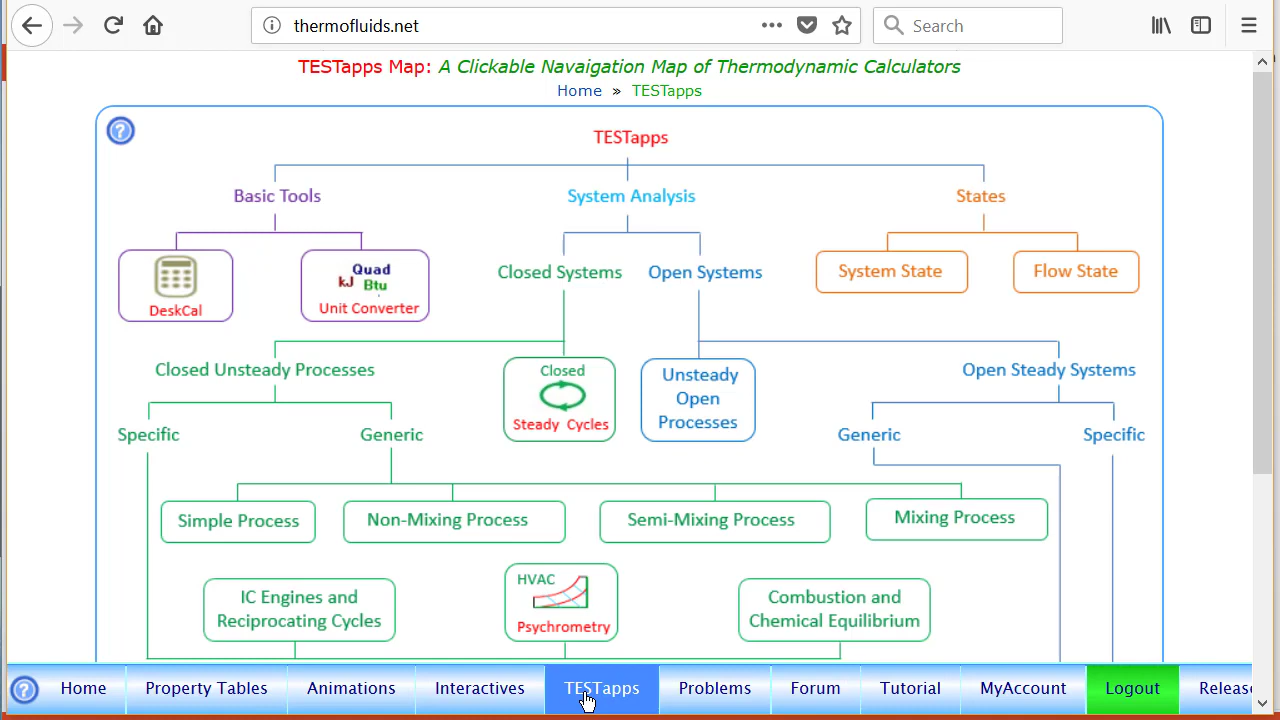 thermofluids.net
Search
TESTapps Map: A Clickable Navaigation Map of Thermodynamic Calculators
Home » TESTapps
TESTapps
Basic Tools
System Analysis
States
DeskCal
Quad
kJ Btu
Unit Converter
Closed Systems
Open Systems
System State
Flow State
Closed Unsteady Processes
Closed
Steady Cycles
Unsteady
Open
Processes
Open Steady Systems
Specific
Generic
Generic
Specific
Simple Process
Non-Mixing Process
Semi-Mixing Process
Mixing Process
IC Engines and
Reciprocating Cycles
HVAC
Psychrometry
Combustion and
Chemical Equilibrium
Home
Property Tables
Animations
Interactives
TESTapps
Problems
Forum
Tutorial
MyAccount
Logout